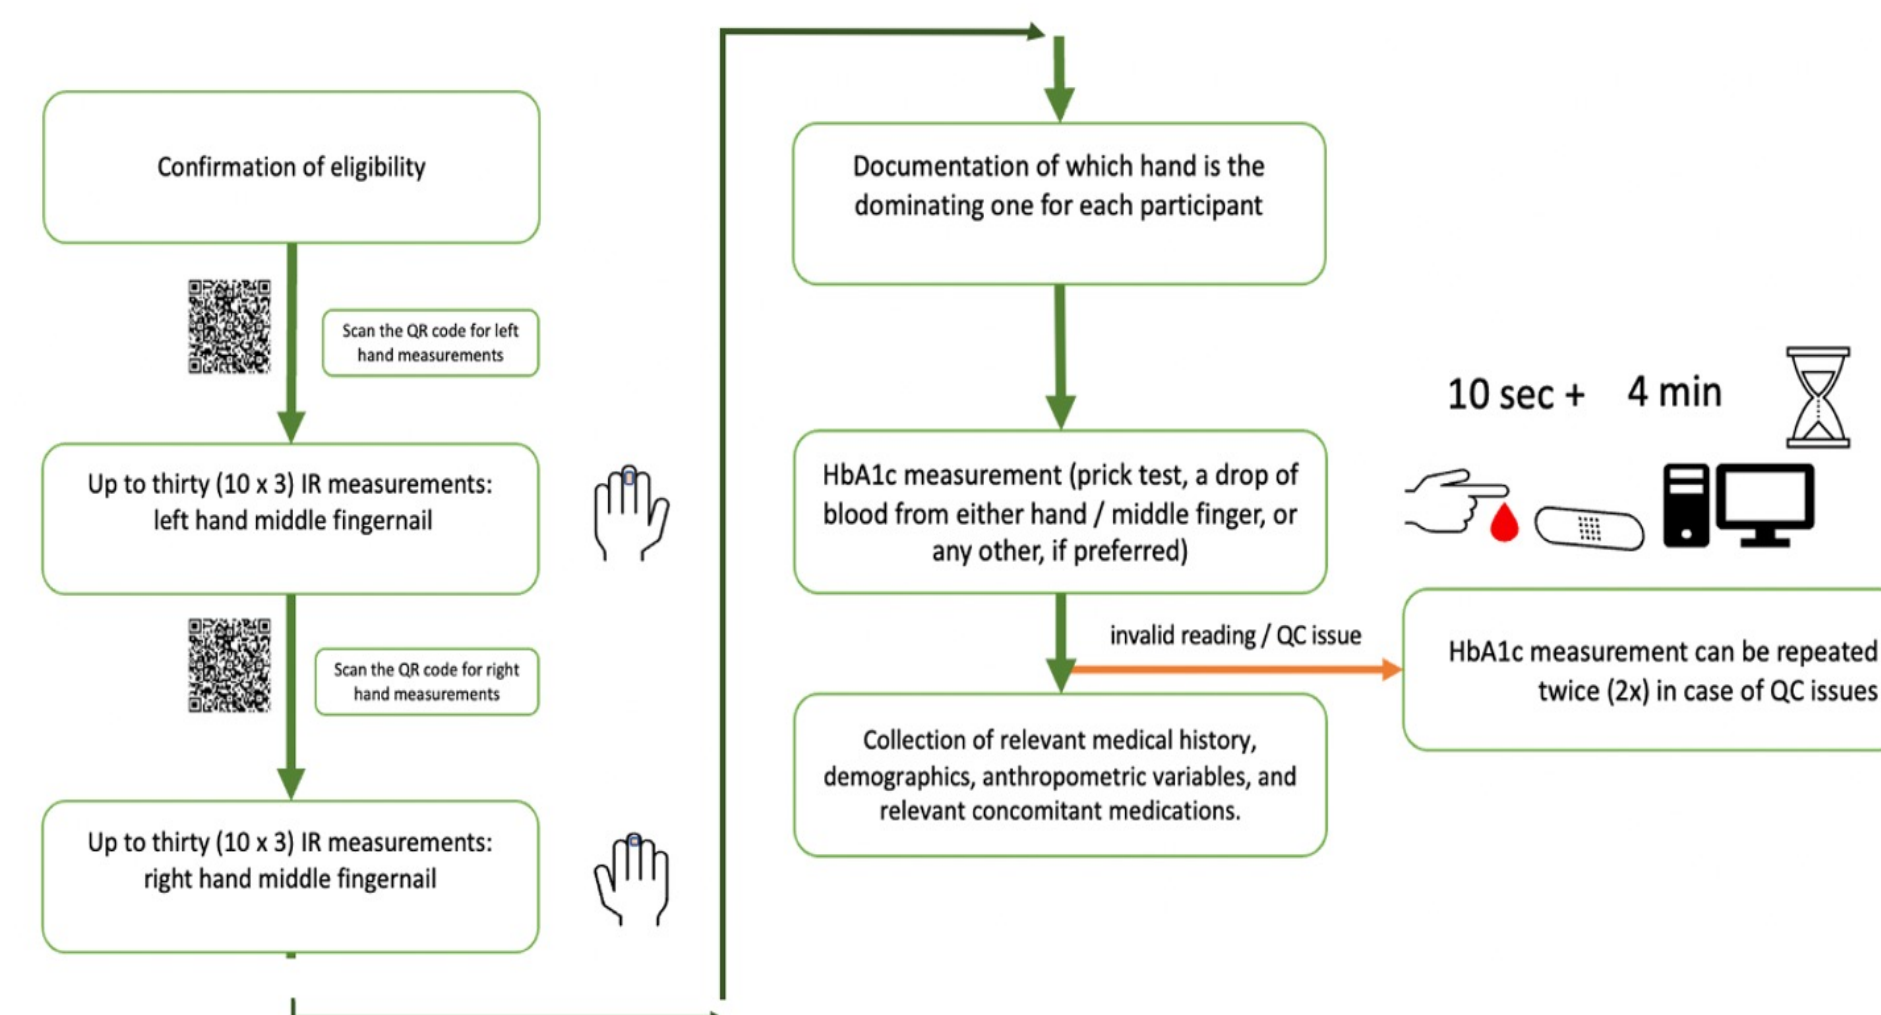 Confirmation of eligibility
Scan the QR code for left
hand measurements
Up to thirty (10 x 3) IR measurements:
left hand middle fingernail
Scan the QR code for right
hand measurements
Up to thirty (10 x 3) IR measurements:
right hand middle fingernail
Documentation of which hand is the
dominating one for each participant
HbA1c measurement (prick test, a drop of
blood from either hand / middle finger, or
any other, if preferred)
10 sec + 4 min
invalid reading / QC issue
HbA1c measurement can be repeated
twice (2x) in case of QC issues
Collection of relevant medical history,
demographics, anthropometric variables, and
relevant concomitant medications.